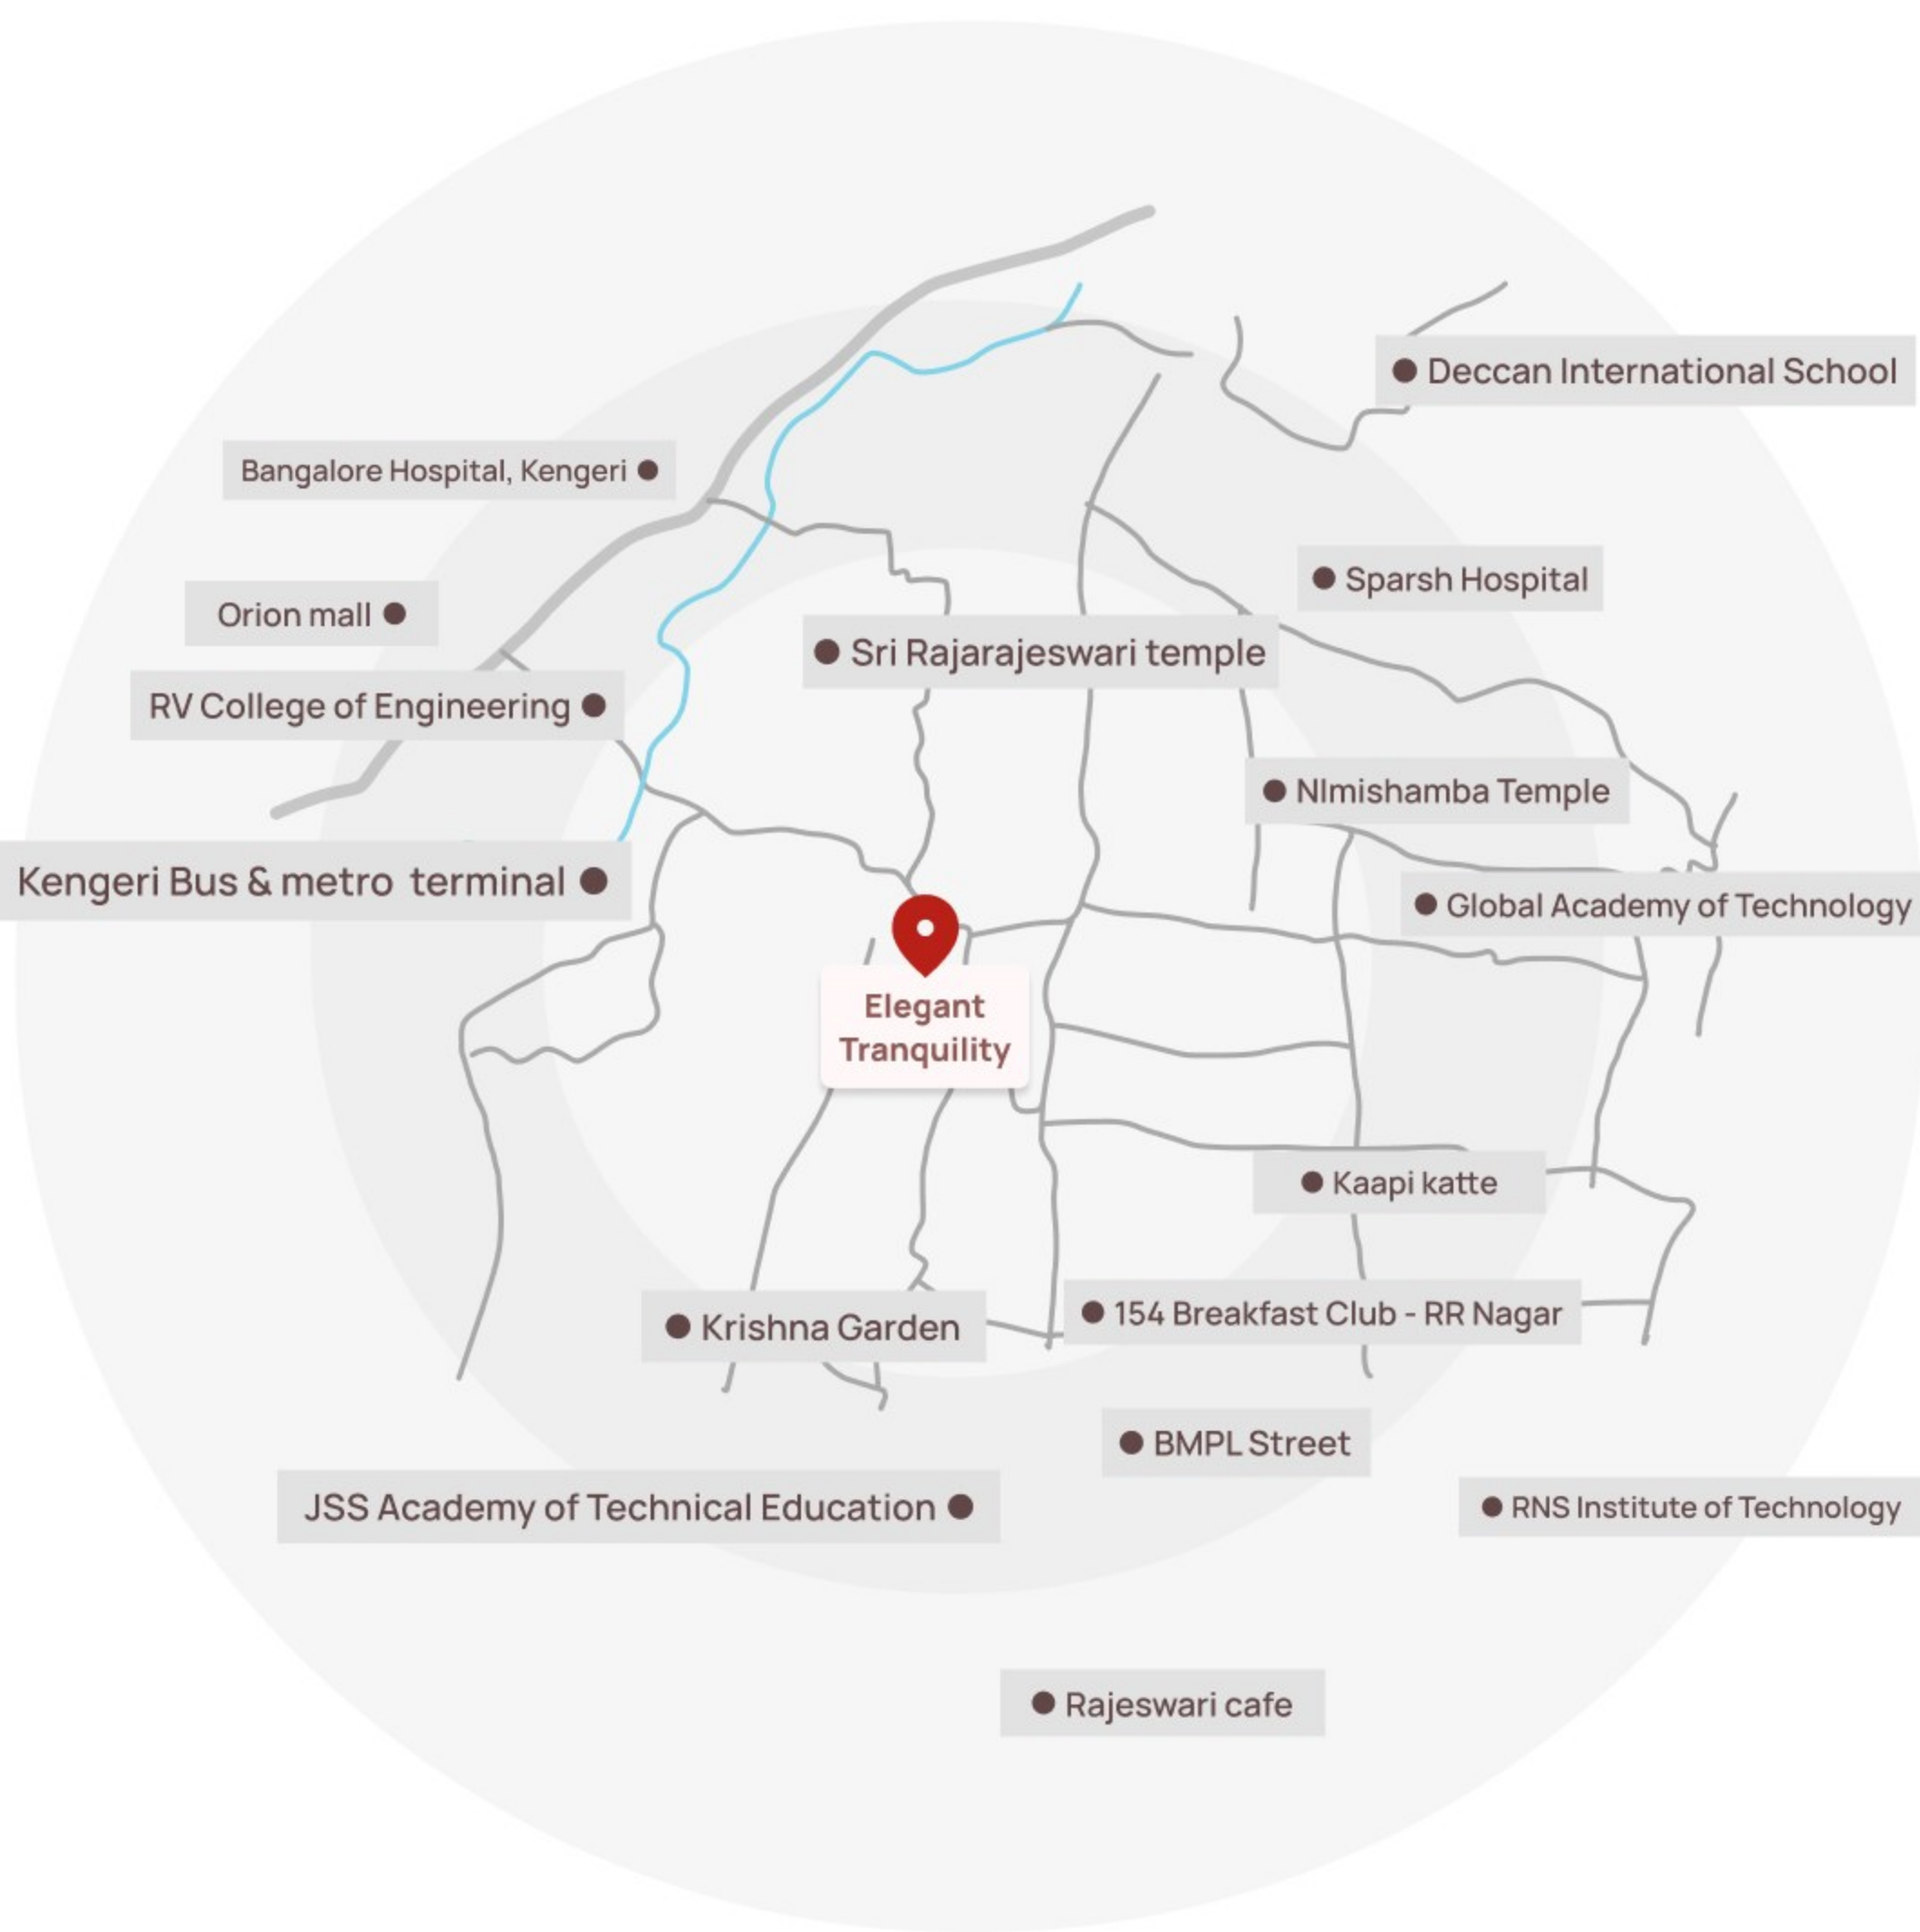 Deccan International School
Bangalore Hospital, Kengeri
Sparsh Hospital
Orion mall
Sri Rajarajeswari temple
RV College of Engineering
NImishamba Temple
Kengeri Bus & metro terminal
Global Academy of Technology
Elegant
Tranquility
Kaapi katte
154 Breakfast Club - RR Nagar
Krishna Garden
BMPL Street
JSS Academy of Technical Education
RNS Institute of Technology
Rajeswari cafe